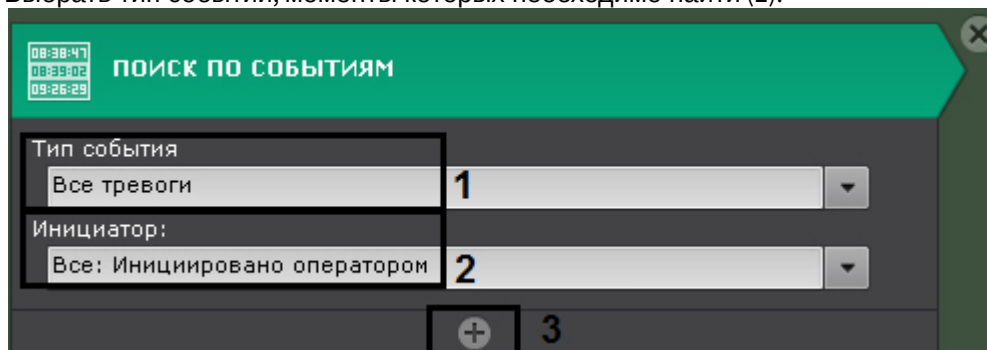 Выбрать тип событий, моменты которых необходимо найти (1).
08:38:47
08:39:02
09:26:29
ПОИСК ПО СОБЫТИЯМ
Тип события
Все тревоги 1
Инициатор:
Все: Инициировано оператором 2
3